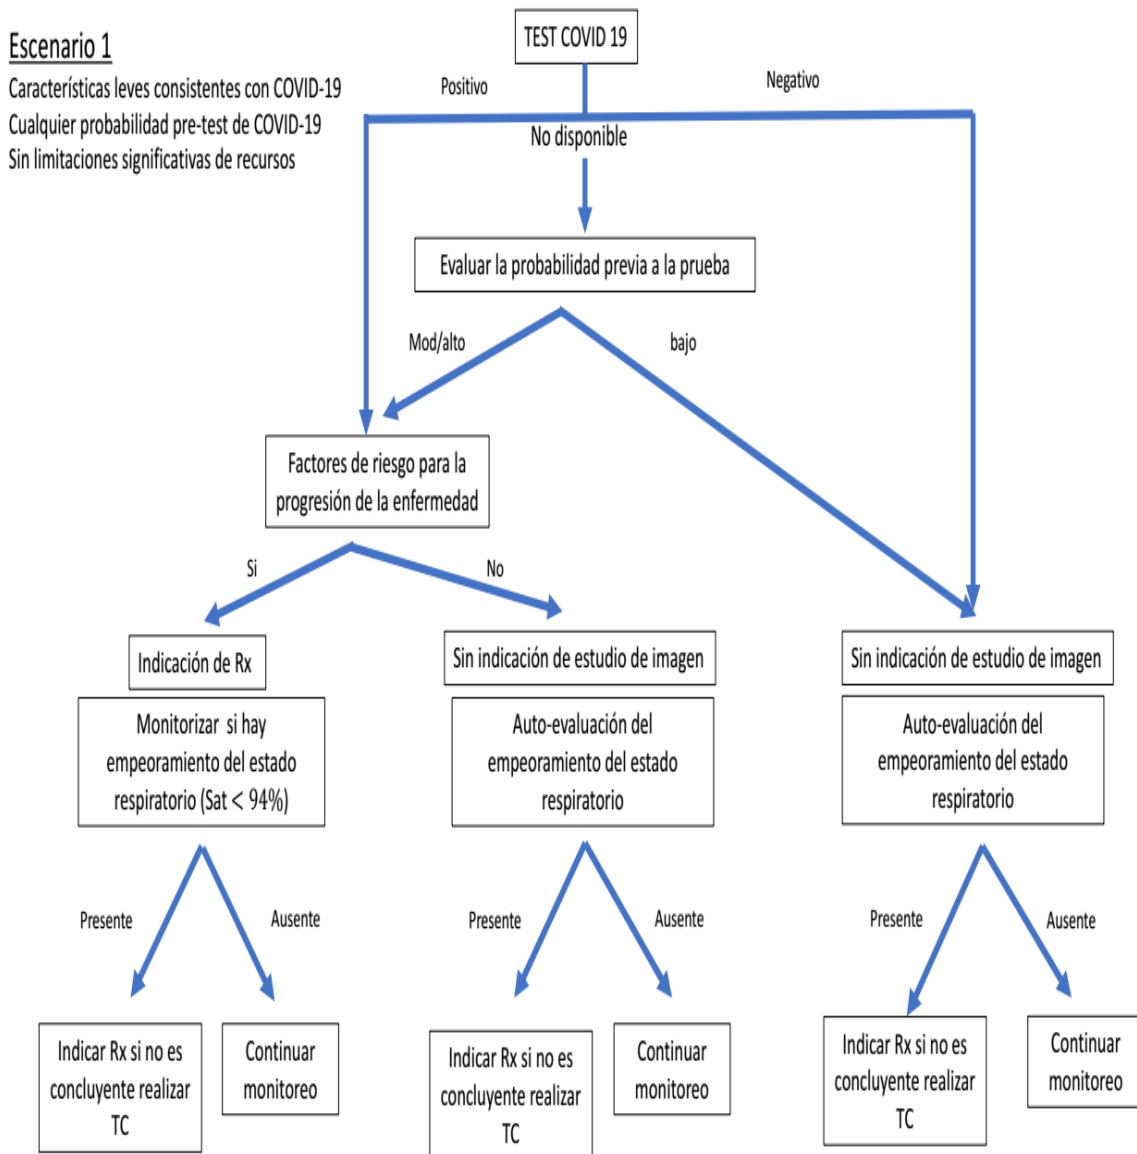 Escenario 1
Características leves consistentes con COVID-19
Cualquier probabilidad pre-test de COVID-19
Sin limitaciones significativas de recursos
TEST COVID 19
Positivo
Negativo
No disponible
Evaluar la probabilidad previa a la prueba
Mod/alto
bajo
Factores de riesgo para la
progresión de la enfermedad
Si
No
Indicación de Rx
Sin indicación de estudio de imagen
Sin indicación de estudio de imagen
Monitorizar si hay
empeoramiento del estado
respiratorio (Sat < 94%)
Auto-evaluación del
empeoramiento del estado
respiratorio
Auto-evaluación del
empeoramiento del estado
respiratorio
Presente
Ausente
Presente
Ausente
Presente
Ausente
Indicar Rx si no es
concluyente realizar
TC
Continuar
monitoreo
Indicar Rx si no es
concluyente realizar
TC
Continuar
monitoreo
Indicar Rx si no es
concluyente realizar
TC
Continuar
monitoreo